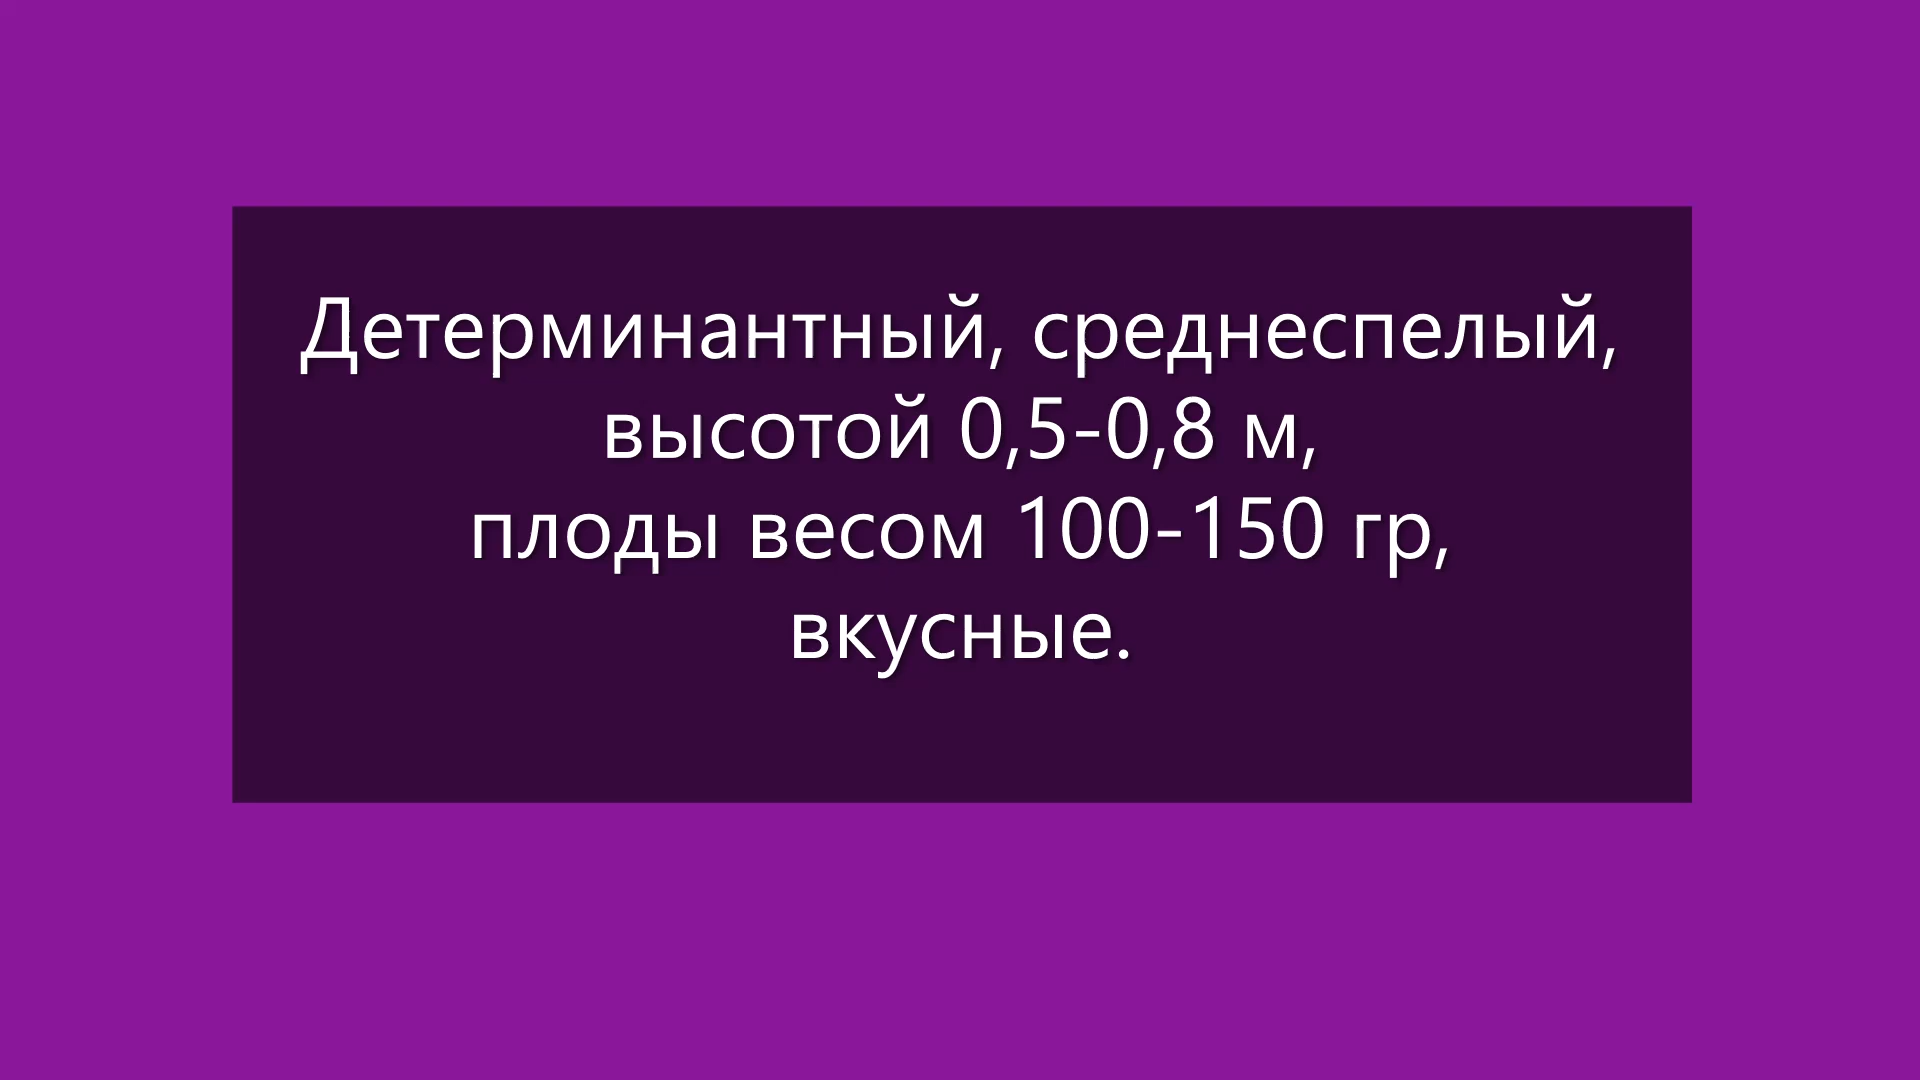 Детерминантный, среднеспелый,
высотой 0,5-0,8 м,
плоды весом 100-150 гр,
вкусные.